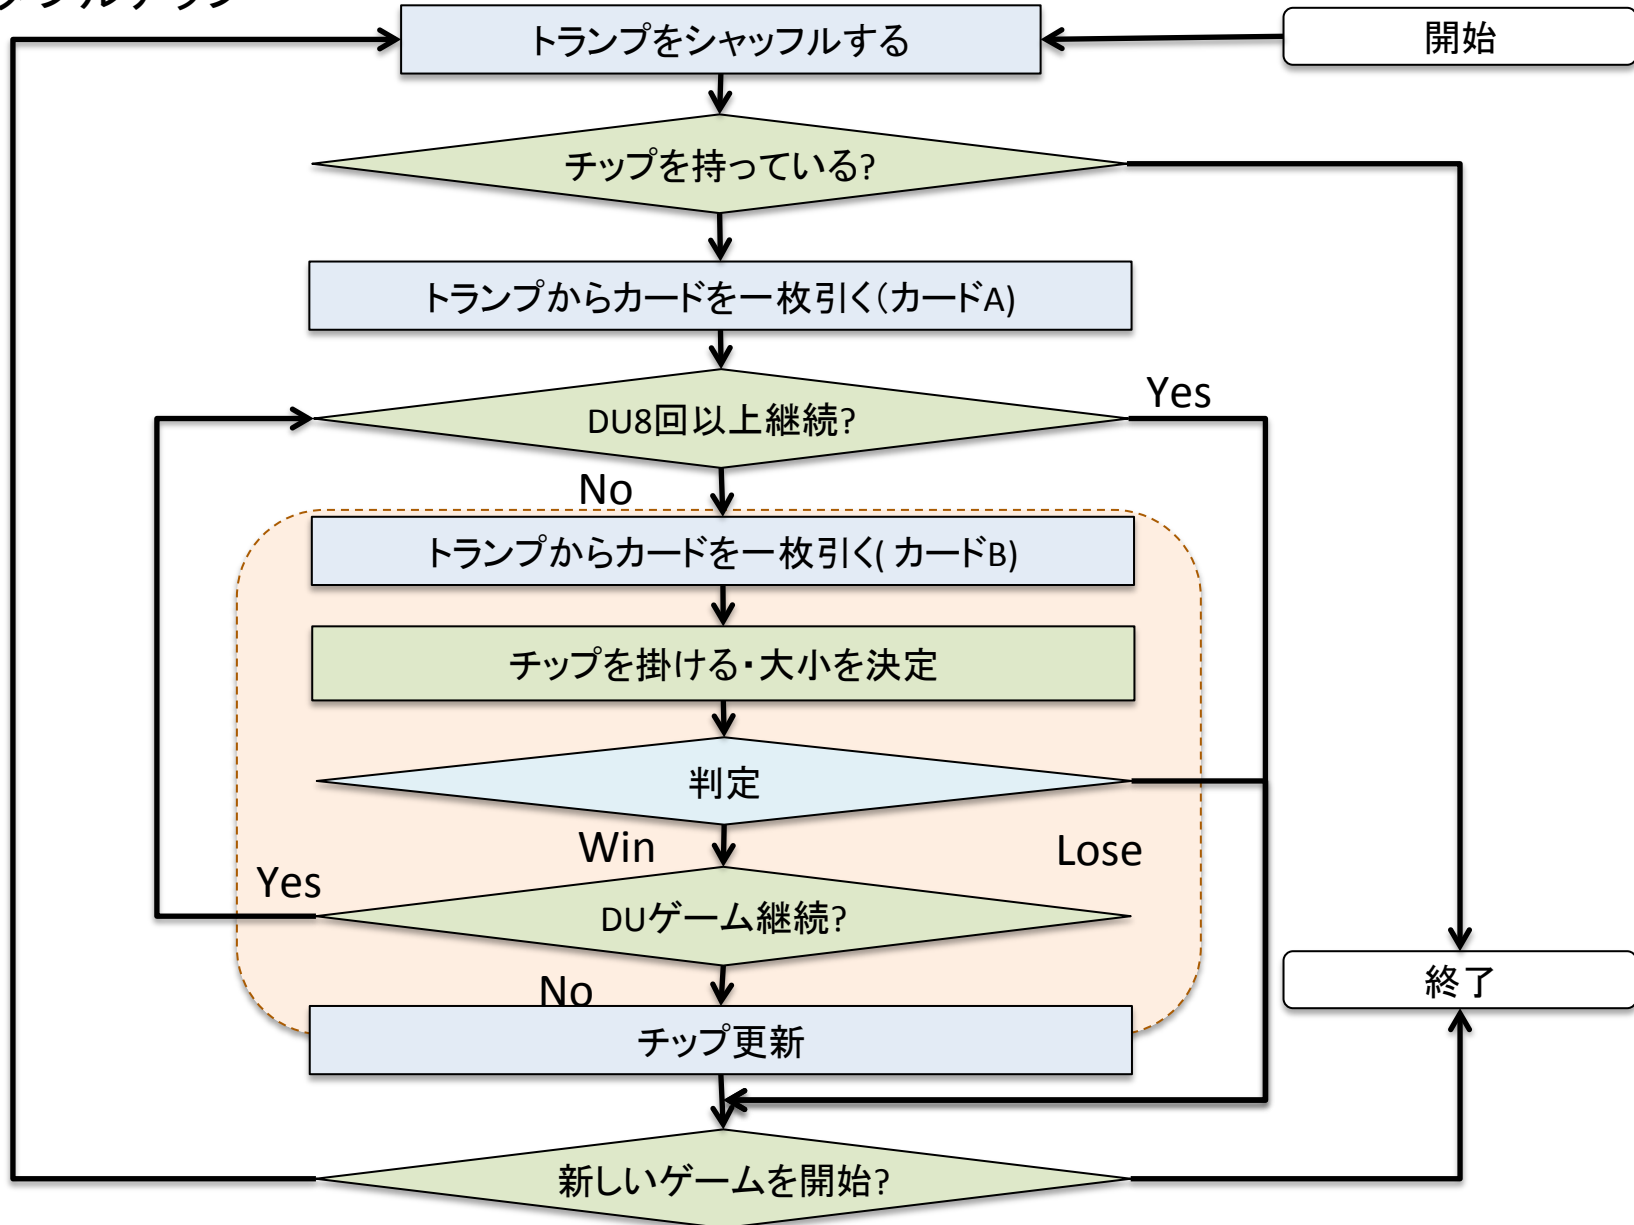 トランプをシャッフルする
開始
チップを持っている?
トランプからカードを一枚引く(カードA)
DU8回以上継続?
Yes
No
トランプからカードを一枚引く( カードB)
チップを掛ける・大小を決定
判定
Win
Lose
Yes
DUゲーム継続?
終了
No
チップ更新
新しいゲームを開始?